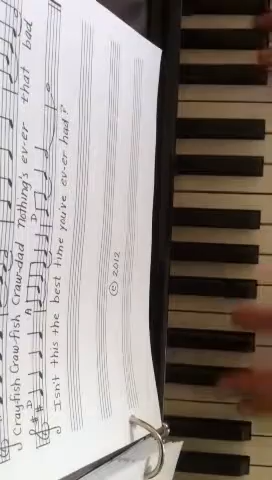 Crayfish Craw-fish Craw-dad Nothing's ev-er that bad
D A D
Isn't this the best time you've ev-er had?
© 2012